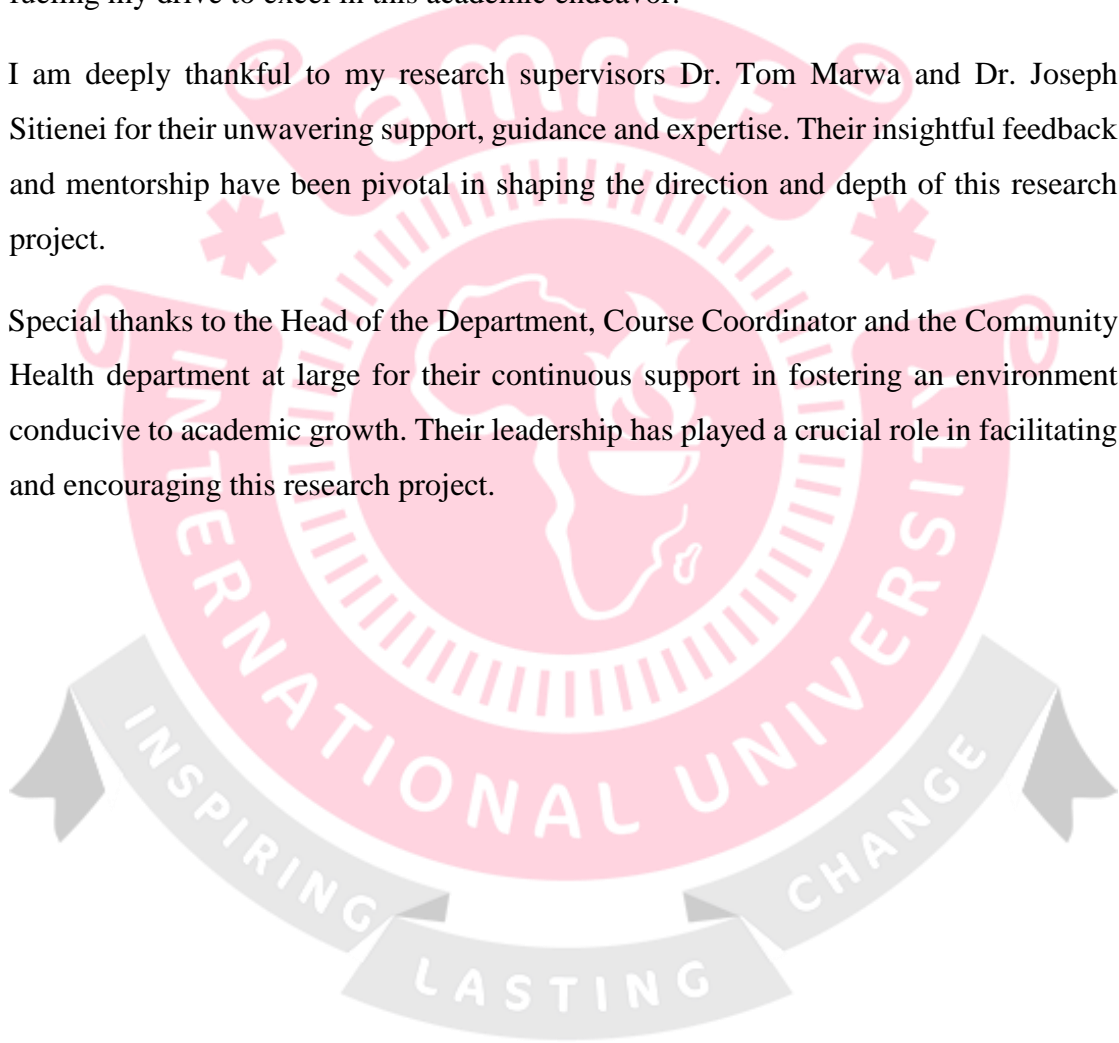 fueling my drive to excel in this academic endeavor.
I am deeply thankful to my research supervisors Dr. Tom Marwa and Dr. Joseph
Sitienei for their unwavering support, guidance and expertise. Their insightful feedback
and mentorship have been pivotal in shaping the direction and depth of this research
project.
Special thanks to the Head of the Department, Course Coordinator and the Community
Health department at large for their continuous support in fostering an environment
conducive to academic growth. Their leadership has played a crucial role in facilitating
and encouraging this research project.
amref
INTERNATIONAL UNIVERSITY
INSPIRING LASTING CHANGE